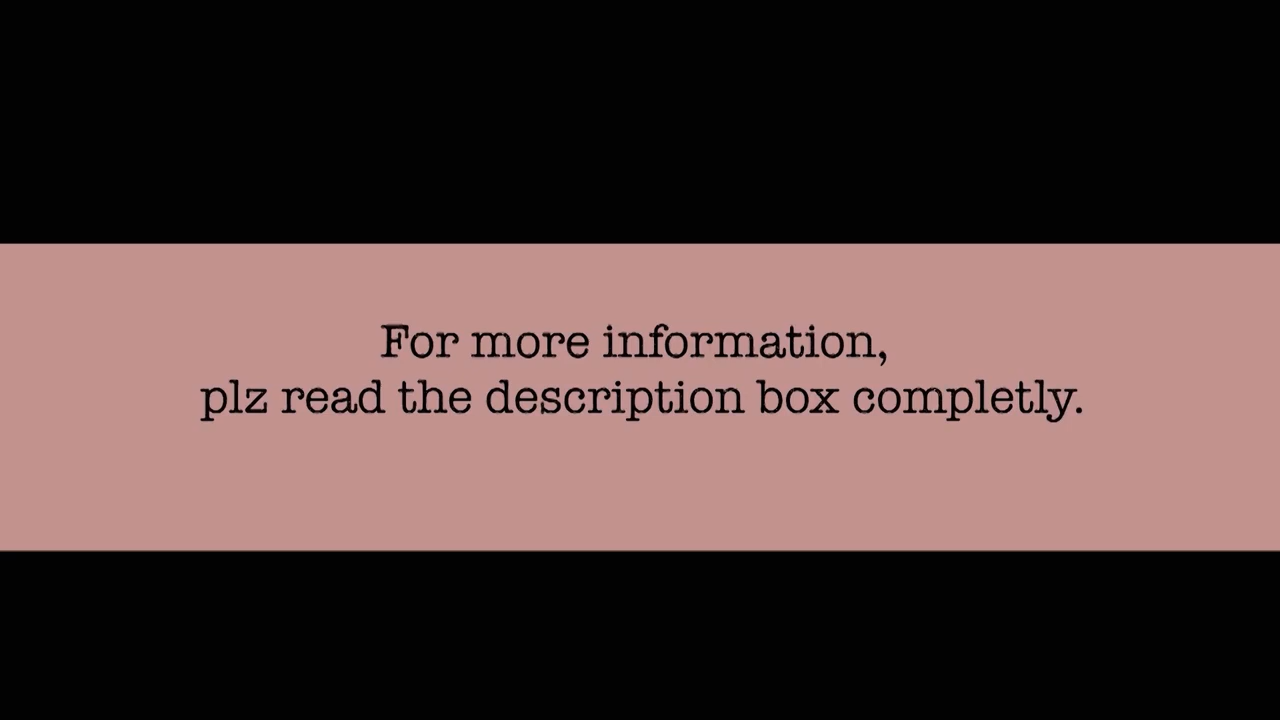 For more information,
plz read the description box completly.